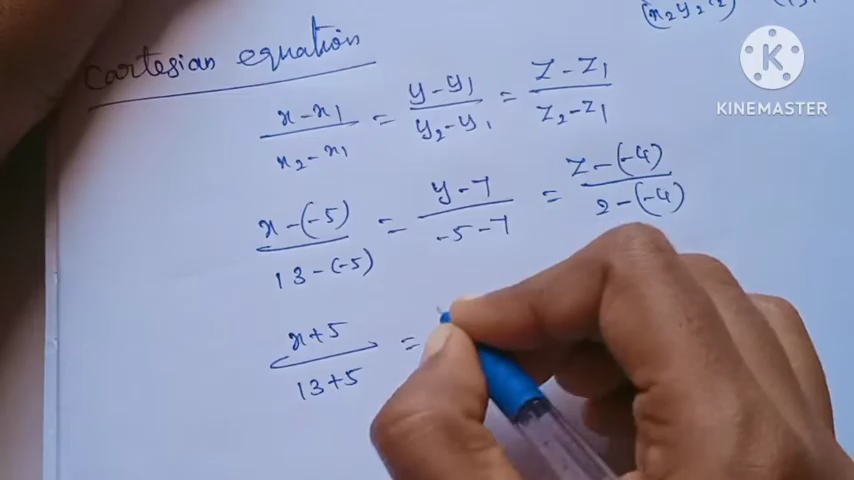 (x₂ y₂ z₂)
Cartesian equation
K
KINEMASTER
x-x₁ / x₂-x₁ = y-y₁ / y₂-y₁ = z-z₁ / z₂-z₁
x-(-5) / 13-(-5) = y-7 / -5-7 = z-(-4) / 2-(-4)
x+5 / 13+5 =